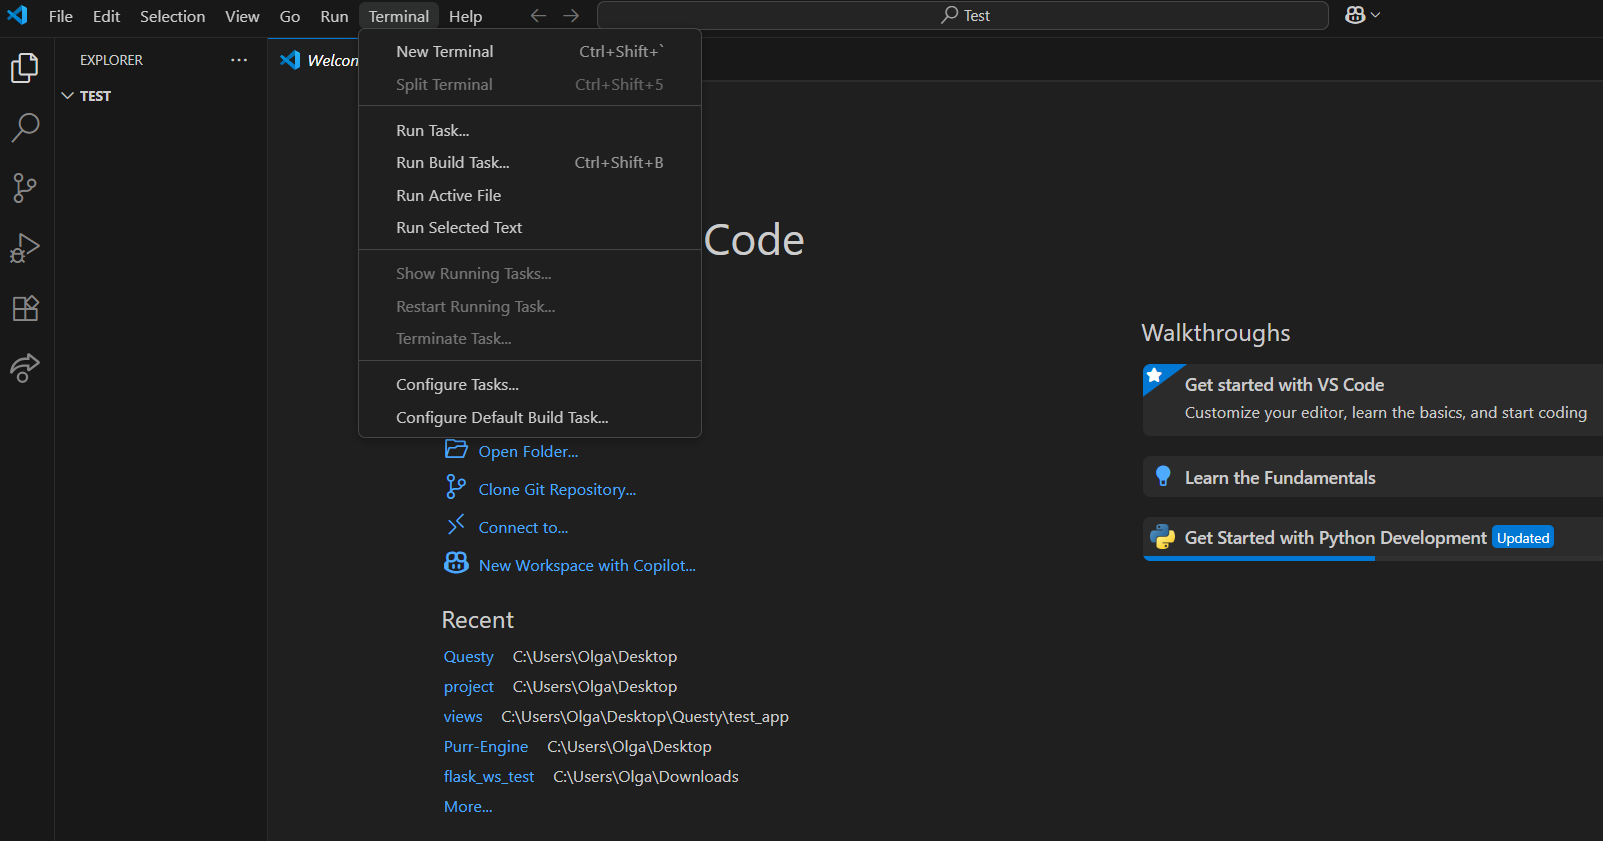 File Edit Selection View Go Run Terminal Help Test
EXPLORER
TEST
Welcom
New Terminal Ctrl+Shift+`
Split Terminal Ctrl+Shift+5
Run Task...
Run Build Task... Ctrl+Shift+B
Run Active File
Run Selected Text
Show Running Tasks...
Restart Running Task...
Terminate Task...
Configure Tasks...
Configure Default Build Task...
Code
Open Folder...
Clone Git Repository...
Connect to...
New Workspace with Copilot...
Recent
Questy C:\Users\Olga\Desktop
project C:\Users\Olga\Desktop
views C:\Users\Olga\Desktop\Questy\test_app
Purr-Engine C:\Users\Olga\Desktop
flask_ws_test C:\Users\Olga\Downloads
More...
Walkthroughs
Get started with VS Code
Customize your editor, learn the basics, and start coding
Learn the Fundamentals
Get Started with Python Development Updated